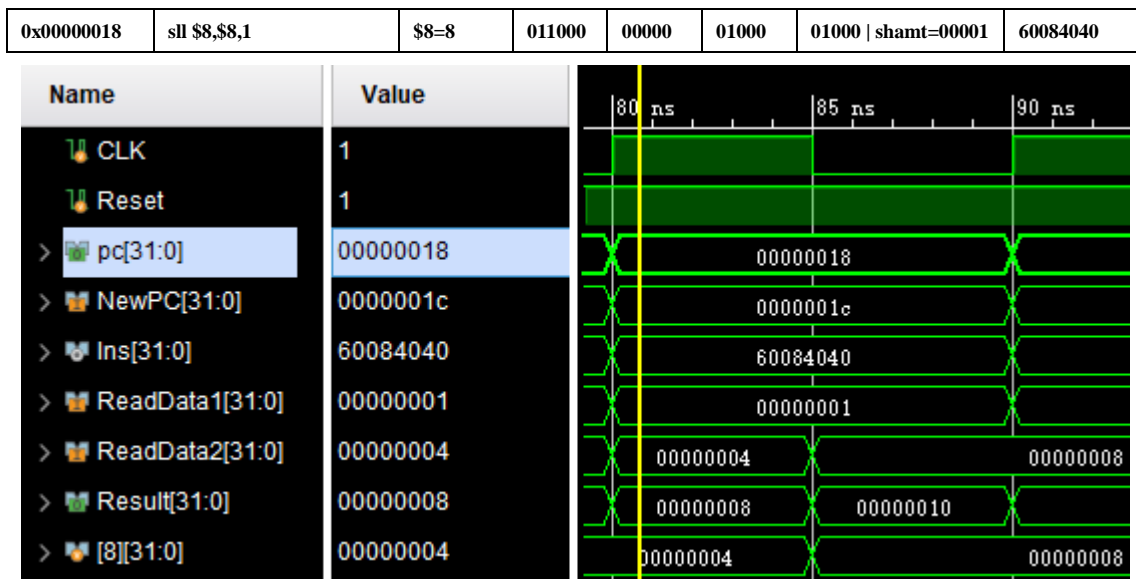 0x00000018 sll $8,$8,1 $8=8 011000 00000 01000 01000 | shamt=00001 60084040
Name Value 80 ns 85 ns 90 ns
CLK 1
Reset 1
pc[31:0] 00000018 00000018
NewPC[31:0] 0000001c 0000001c
Ins[31:0] 60084040 60084040
ReadData1[31:0] 00000001 00000001
ReadData2[31:0] 00000004 00000004 00000008
Result[31:0] 00000008 00000008 00000010
[8][31:0] 00000004 00000004 00000008